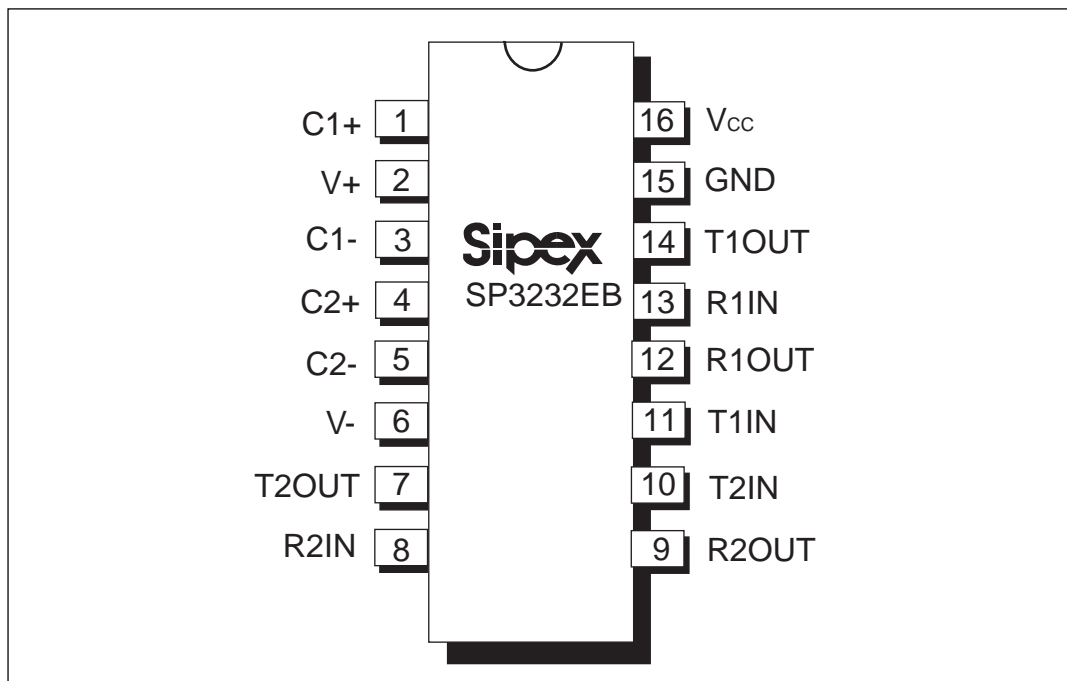 C1+ 1
V+ 2
C1- 3
C2+ 4
C2- 5
V- 6
T2OUT 7
R2IN 8
Sipex
SP3232EB
16 Vcc
15 GND
14 T1OUT
13 R1IN
12 R1OUT
11 T1IN
10 T2IN
9 R2OUT